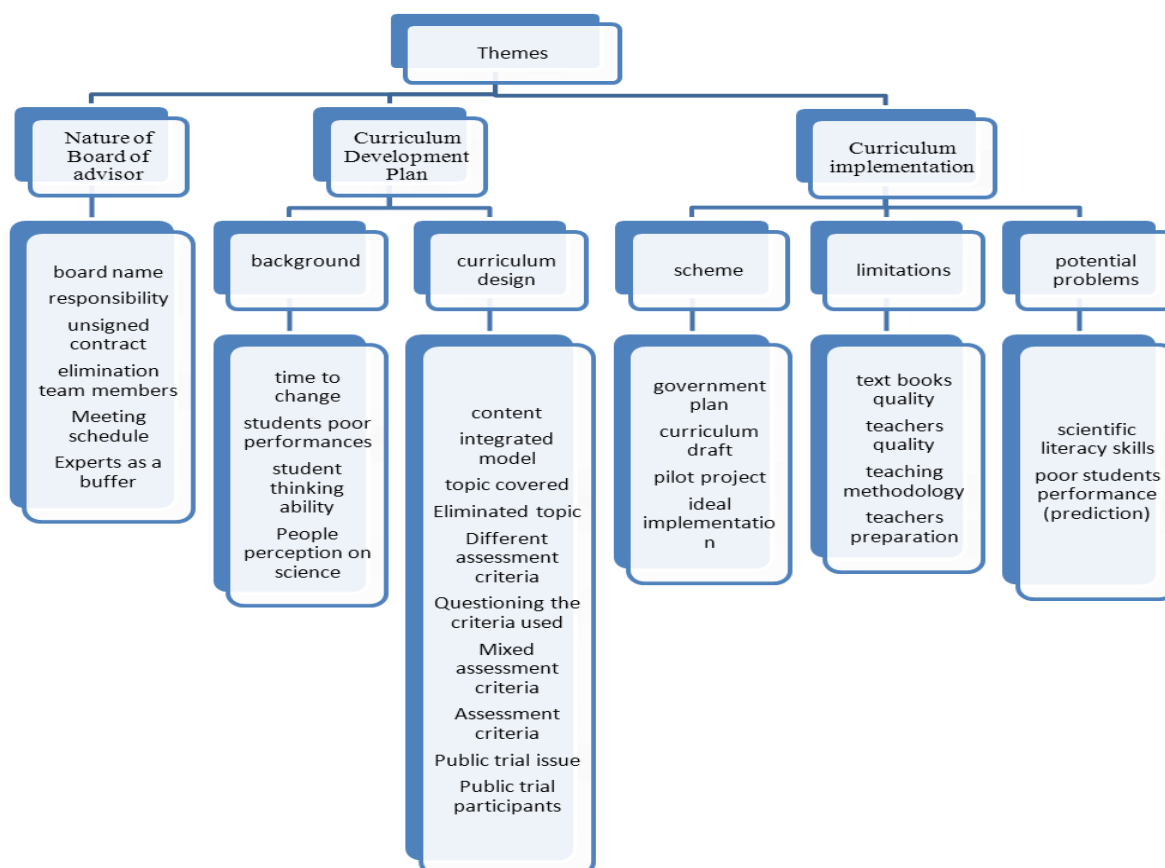 Themes
Nature of
Board of
advisor
Curriculum
Development
Plan
Curriculum
implementation
background
curriculum
design
scheme
limitations
potential
problems
board name
responsibility
unsigned
contract
elimination
team members
Meeting
schedule
Experts as a
buffer
time to
change
students poor
performances
student
thinking
ability
People
perception on
science
content
integrated
model
topic covered
Eliminated topic
Different
assessment
criteria
Questioning the
criteria used
Mixed
assessment
criteria
Assessment
criteria
Public trial issue
Public trial
participants
government
plan
curriculum
draft
pilot project
ideal
implementatio
n
text books
quality
teachers
quality
teaching
methodology
teachers
preparation
scientific
literacy skills
poor students
performance
(prediction)